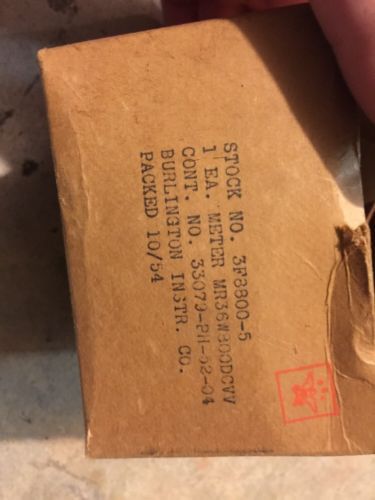 STOCK NO. 3F8800-5
1 EA. METER MR36W300DCVV
CONT. NO. 33079-PH-52-04
BURLINGTON INSTR. CO.
PACKED 10/54